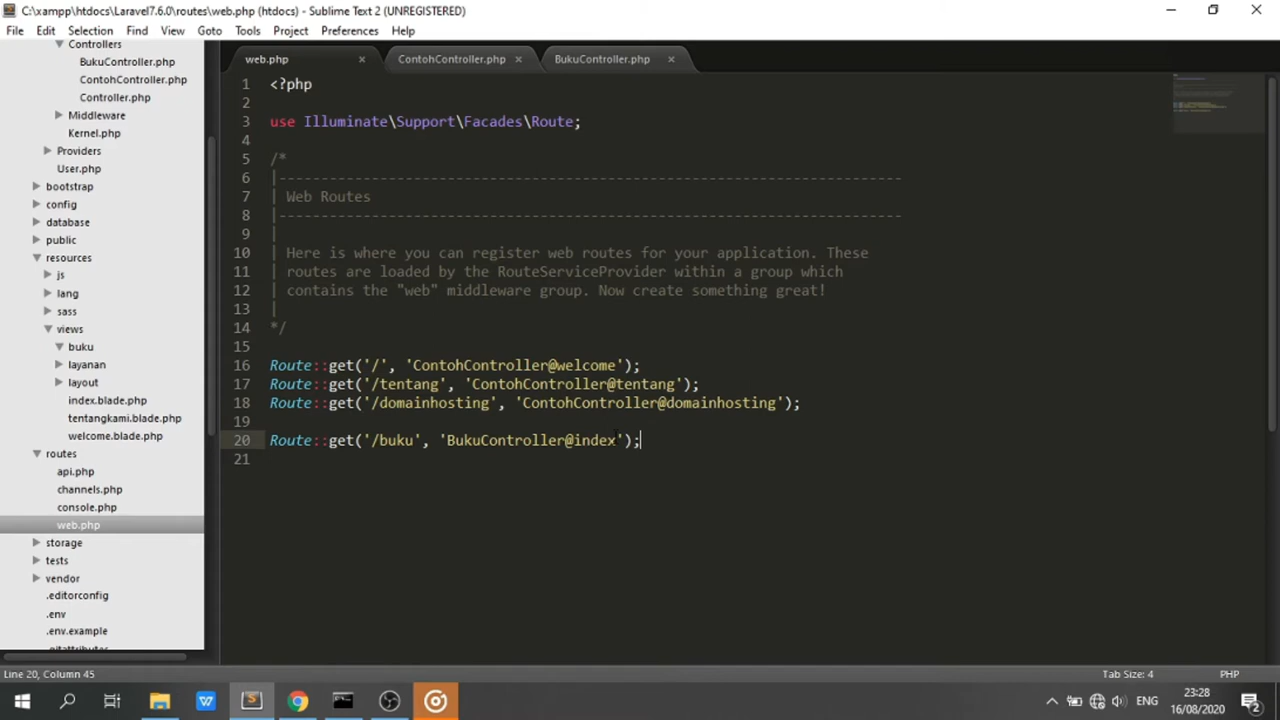 C:\xampp\htdocs\Laravel7.6.0\routes\web.php (htdocs) - Sublime Text 2 (UNREGISTERED)
File Edit Selection Find View Goto Tools Project Preferences Help
Controllers
BukuController.php
ContohController.php
Controller.php
Middleware
Kernel.php
Providers
User.php
bootstrap
config
database
public
resources
js
lang
sass
views
buku
layanan
layout
index.blade.php
tentangkami.blade.php
welcome.blade.php
routes
api.php
channels.php
console.php
web.php
storage
tests
vendor
.editorconfig
.env
.env.example
.gitattributes
web.php ContohController.php BukuController.php
1 <?php
2
3 use Illuminate\Support\Facades\Route;
4
5 /*
6 |--------------------------------------------------------------------------
7 | Web Routes
8 |--------------------------------------------------------------------------
9 |
10 | Here is where you can register web routes for your application. These
11 | routes are loaded by the RouteServiceProvider within a group which
12 | contains the "web" middleware group. Now create something great!
13 |
14 */
15
16 Route::get('/', 'ContohController@welcome');
17 Route::get('/tentang', 'ContohController@tentang');
18 Route::get('/domainhosting', 'ContohController@domainhosting');
19
20 Route::get('/buku', 'BukuController@index');
21
Line 20, Column 45 Tab Size: 4 PHP
ENG
23:28
16/08/2020
2